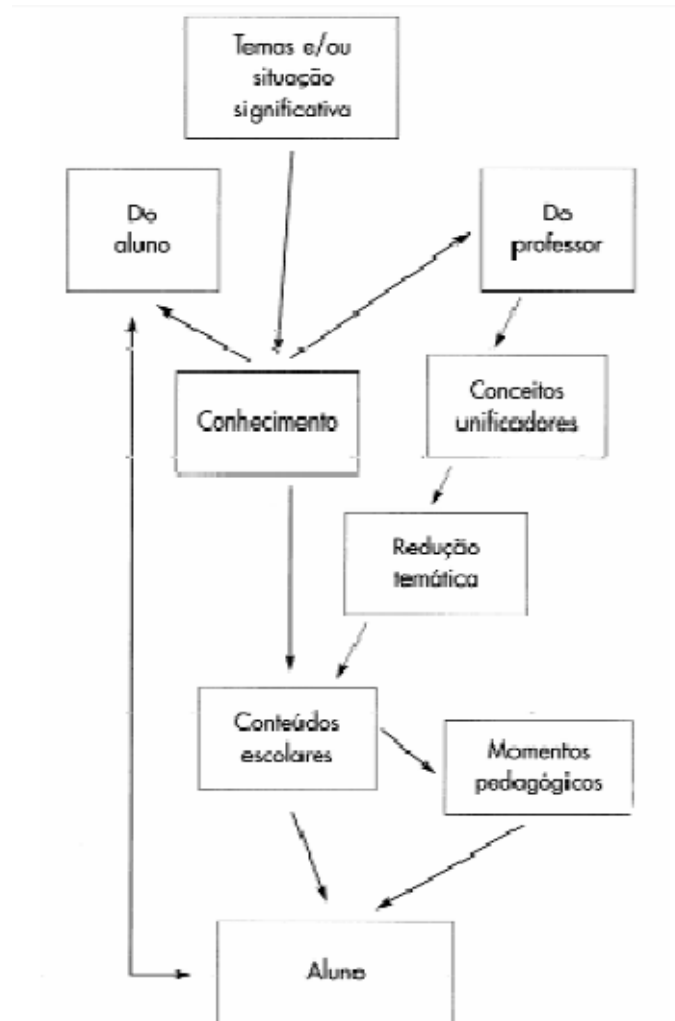 Temas e/ou
situação
significativa
Do
aluno
Do
professor
Conhecimento
Conceitos
unificadores
Redução
temática
Conteúdos
escolares
Momentos
pedagógicos
Aluno